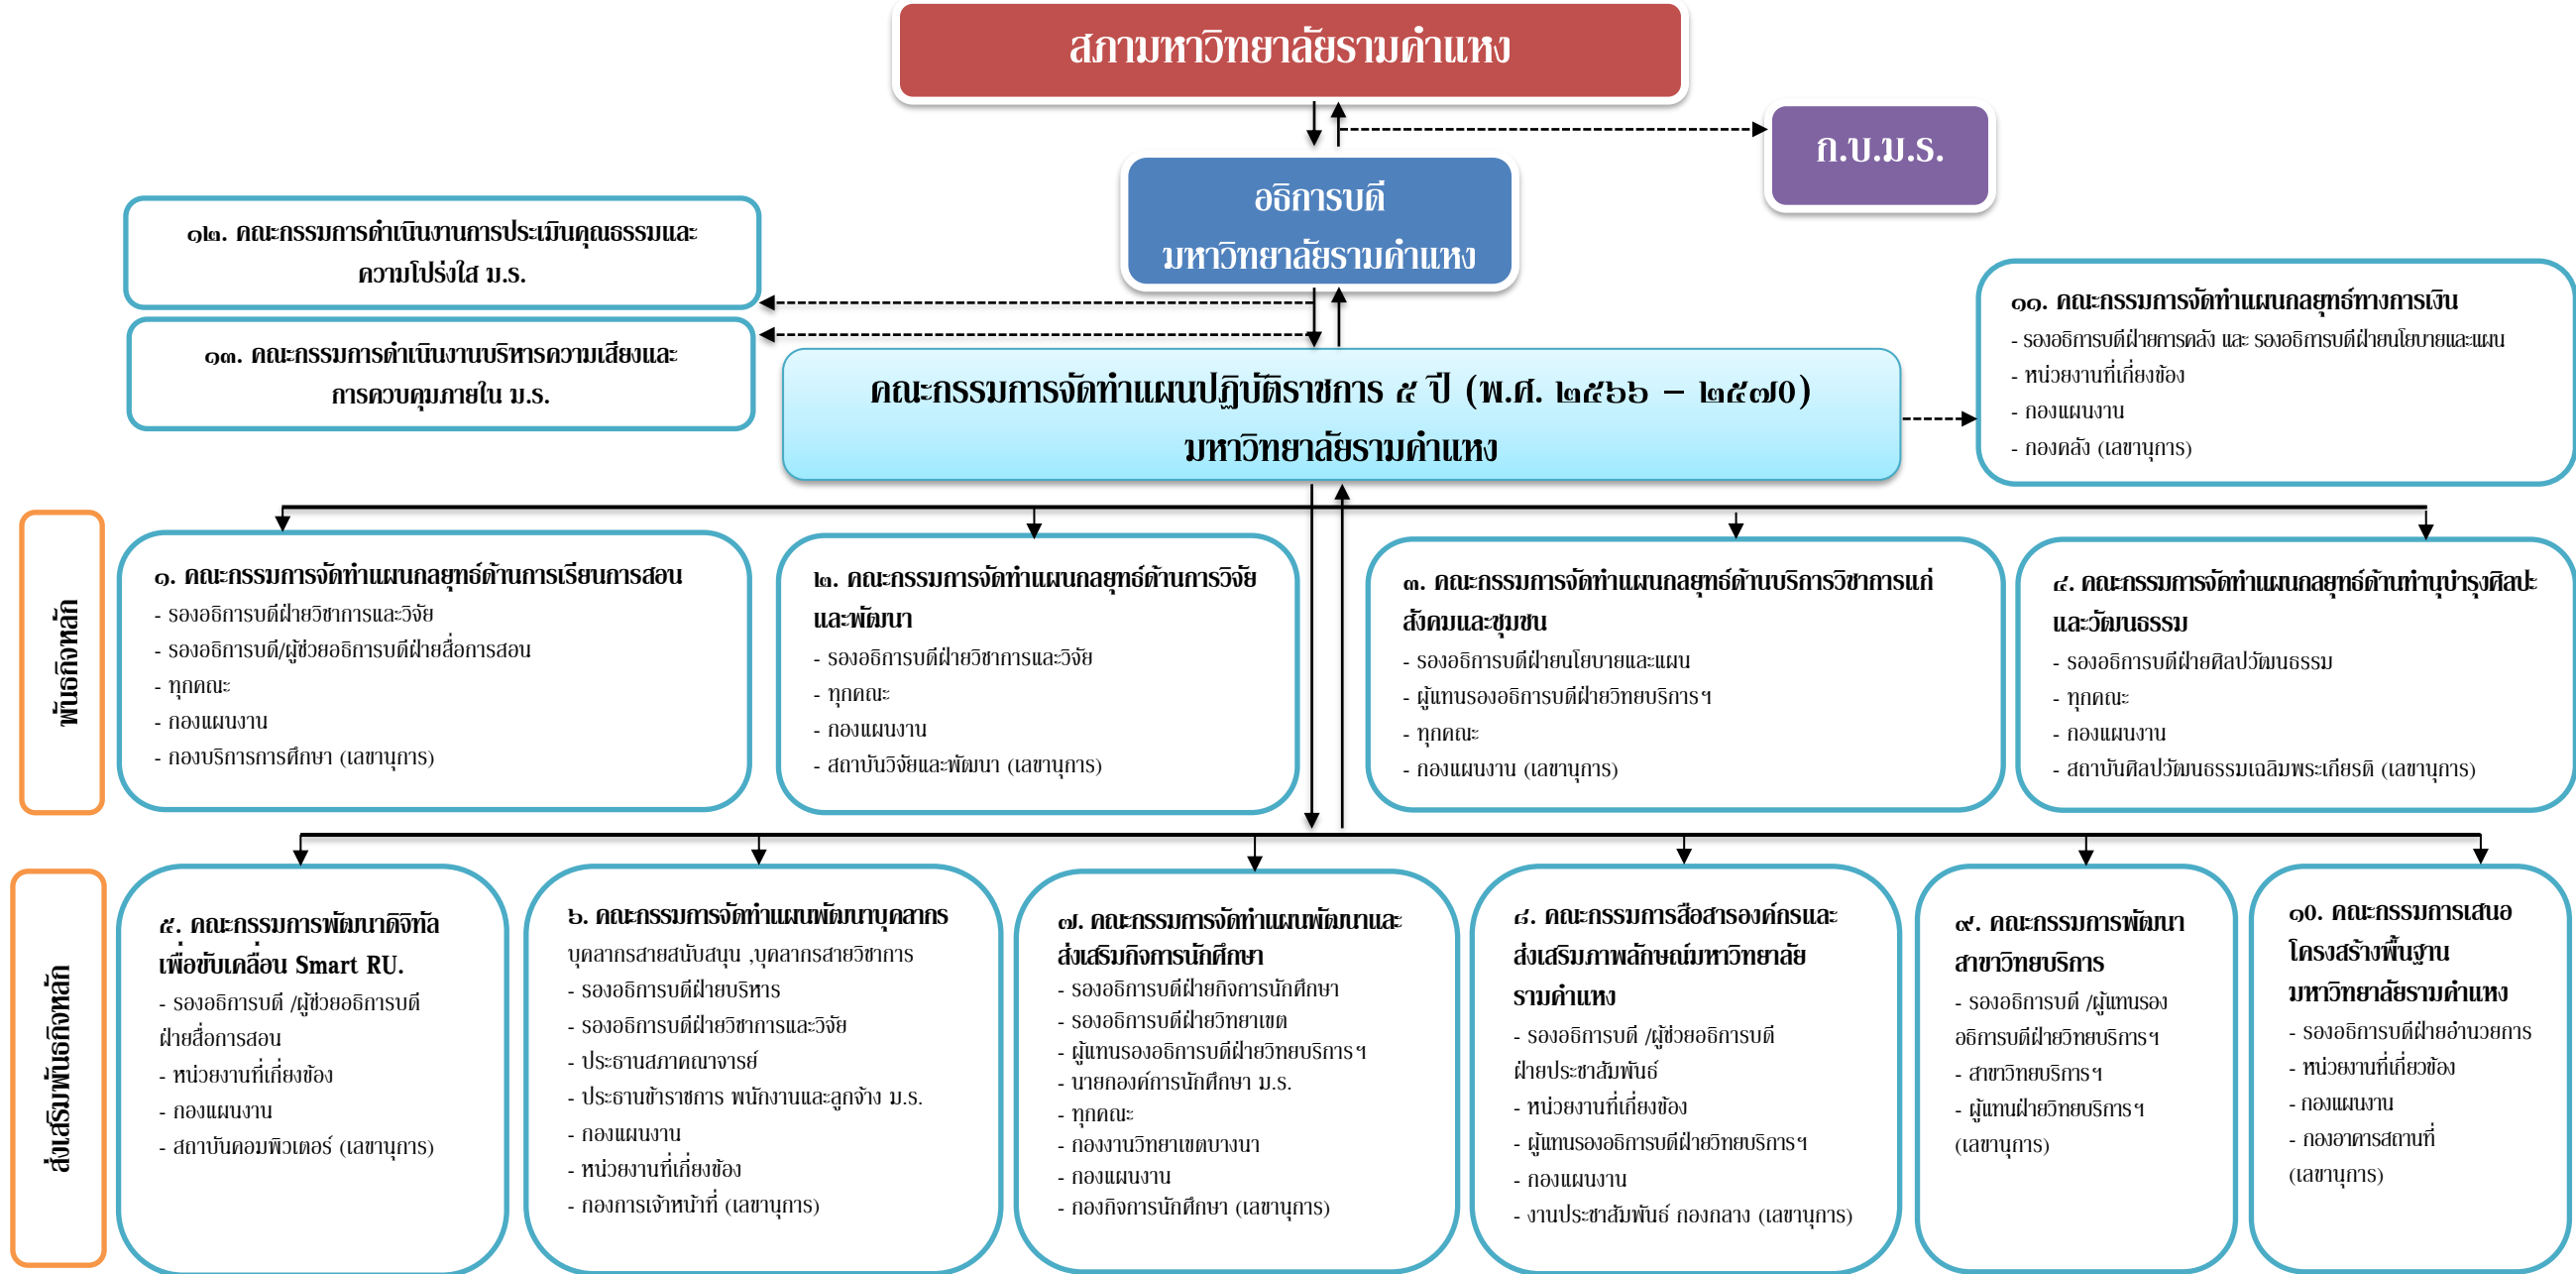 สภามหาวิทยาลัยรามคำแหง
ก.บ.ม.ร.
อธิการบดี
มหาวิทยาลัยรามคำแหง
๑๒. คณะกรรมการดำเนินงานการประเมินคุณธรรมและ
ความโปร่งใส ม.ร.
๑๓. คณะกรรมการดำเนินงานบริหารความเสี่ยงและ
การควบคุมภายใน ม.ร.
คณะกรรมการจัดทำแผนปฏิบัติราชการ ๕ ปี (พ.ศ. ๒๕๖๖ – ๒๕๗๐)
มหาวิทยาลัยรามคำแหง
๑๑. คณะกรรมการจัดทำแผนกลยุทธ์ทางการเงิน
- รองอธิการบดีฝ่ายการคลัง และ รองอธิการบดีฝ่ายนโยบายและแผน
- หน่วยงานที่เกี่ยงข้อง
- กองแผนงาน
- กองคลัง (เลขานุการ)
พันธกิจหลัก
๑. คณะกรรมการจัดทำแผนกลยุทธ์ด้านการเรียนการสอน
- รองอธิการบดีฝ่ายวิชาการและวิจัย
- รองอธิการบดี/ผู้ช่วยอธิการบดีฝ่ายสื่อการสอน
- ทุกคณะ
- กองแผนงาน
- กองบริการการศึกษา (เลขานุการ)
๒. คณะกรรมการจัดทำแผนกลยุทธ์ด้านการวิจัย
และพัฒนา
- รองอธิการบดีฝ่ายวิชาการและวิจัย
- ทุกคณะ
- กองแผนงาน
- สถาบันวิจัยและพัฒนา (เลขานุการ)
๓. คณะกรรมการจัดทำแผนกลยุทธ์ด้านบริการวิชาการแก่
สังคมและชุมชน
- รองอธิการบดีฝ่ายนโยบายและแผน
- ผู้แทนรองอธิการบดีฝ่ายวิทยบริการฯ
- ทุกคณะ
- กองแผนงาน (เลขานุการ)
๔. คณะกรรมการจัดทำแผนกลยุทธ์ด้านทำนุบำรุงศิลปะ
และวัฒนธรรม
- รองอธิการบดีฝ่ายศิลปวัฒนธรรม
- ทุกคณะ
- กองแผนงาน
- สถาบันศิลปวัฒนธรรมเฉลิมพระเกียรติ (เลขานุการ)
ส่งเสริมพันธกิจหลัก
๕. คณะกรรมการพัฒนาดิจิทัล
เพื่อขับเคลื่อน Smart RU.
- รองอธิการบดี /ผู้ช่วยอธิการบดี
ฝ่ายสื่อการสอน
- หน่วยงานที่เกี่ยงข้อง
- กองแผนงาน
- สถาบันคอมพิวเตอร์ (เลขานุการ)
๖. คณะกรรมการจัดทำแผนพัฒนาบุคลากร
บุคลากรสายสนับสนุน ,บุคลากรสายวิชาการ
- รองอธิการบดีฝ่ายบริหาร
- รองอธิการบดีฝ่ายวิชาการและวิจัย
- ประธานสภาคณาจารย์
- ประธานข้าราชการ พนักงานและลูกจ้าง ม.ร.
- กองแผนงาน
- หน่วยงานที่เกี่ยงข้อง
- กองการเจ้าหน้าที่ (เลขานุการ)
๗. คณะกรรมการจัดทำแผนพัฒนาและ
ส่งเสริมกิจการนักศึกษา
- รองอธิการบดีฝ่ายกิจการนักศึกษา
- รองอธิการบดีฝ่ายวิทยาเขต
- ผู้แทนรองอธิการบดีฝ่ายวิทยบริการฯ
- นายกองค์การนักศึกษา ม.ร.
- ทุกคณะ
- กองงานวิทยาเขตบางนา
- กองแผนงาน
- กองกิจการนักศึกษา (เลขานุการ)
๘. คณะกรรมการสื่อสารองค์กรและ
ส่งเสริมภาพลักษณ์มหาวิทยาลัย
รามคำแหง
- รองอธิการบดี /ผู้ช่วยอธิการบดี
ฝ่ายประชาสัมพันธ์
- หน่วยงานที่เกี่ยงข้อง
- ผู้แทนรองอธิการบดีฝ่ายวิทยบริการฯ
- กองแผนงาน
- งานประชาสัมพันธ์ กองกลาง (เลขานุการ)
๙. คณะกรรมการพัฒนา
สาขาวิทยบริการ
- รองอธิการบดี /ผู้แทนรอง
อธิการบดีฝ่ายวิทยบริการฯ
- สาขาวิทยบริการฯ
- ผู้แทนฝ่ายวิทยบริการฯ
(เลขานุการ)
๑๐. คณะกรรมการเสนอ
โครงสร้างพื้นฐาน
มหาวิทยาลัยรามคำแหง
- รองอธิการบดีฝ่ายอำนวยการ
- หน่วยงานที่เกี่ยวข้อง
- กองแผนงาน
- กองอาคารสถานที่
(เลขานุการ)